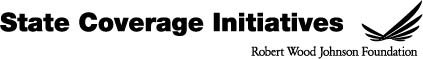 State Coverage Initiatives
Robert Wood Johnson Foundation